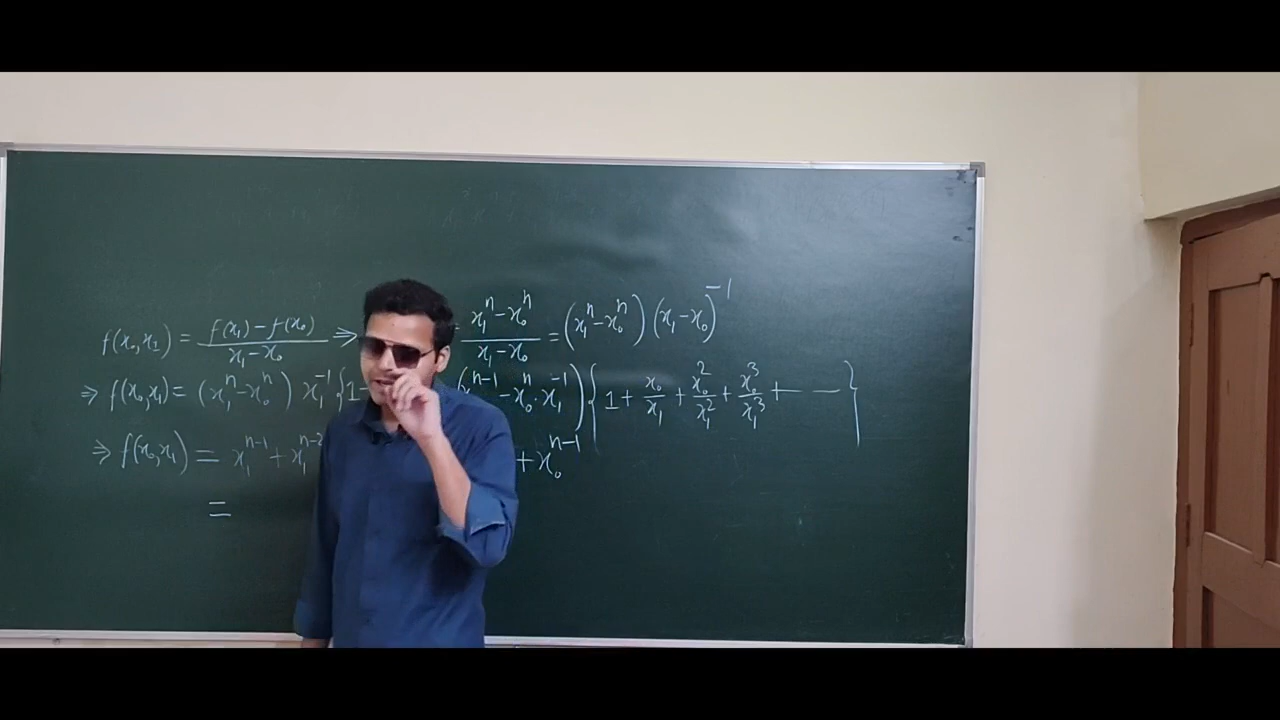 f(x₀,x₁) = (f(x₁) − f(x₀))/(x₁ − x₀) ⇒ = (x₁ⁿ − x₀ⁿ)/(x₁ − x₀) = (x₁ⁿ − x₀ⁿ)(x₁ − x₀)⁻¹
⇒ f(x₀,x₁) = (x₁ⁿ − x₀ⁿ) x₁⁻¹{1 − (x₁ⁿ⁻¹ − x₀ⁿ·x₁⁻¹){1 + x₀/x₁ + x₀²/x₁² + x₀³/x₁³ + ——}
⇒ f(x₀,x₁) = x₁ⁿ⁻¹ + x₁ⁿ⁻² + x₀ⁿ⁻¹
=